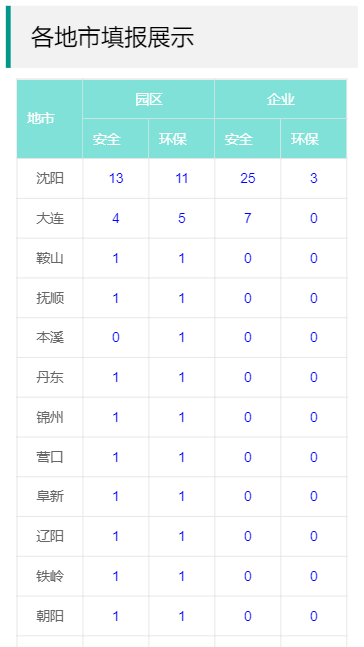 各地市填报展示
地市 园区 企业
安全 环保 安全 环保
沈阳 13 11 25 3
大连 4 5 7 0
鞍山 1 1 0 0
抚顺 1 1 0 0
本溪 0 1 0 0
丹东 1 1 0 0
锦州 1 1 0 0
营口 1 1 0 0
阜新 1 1 0 0
辽阳 1 1 0 0
铁岭 1 1 0 0
朝阳 1 1 0 0